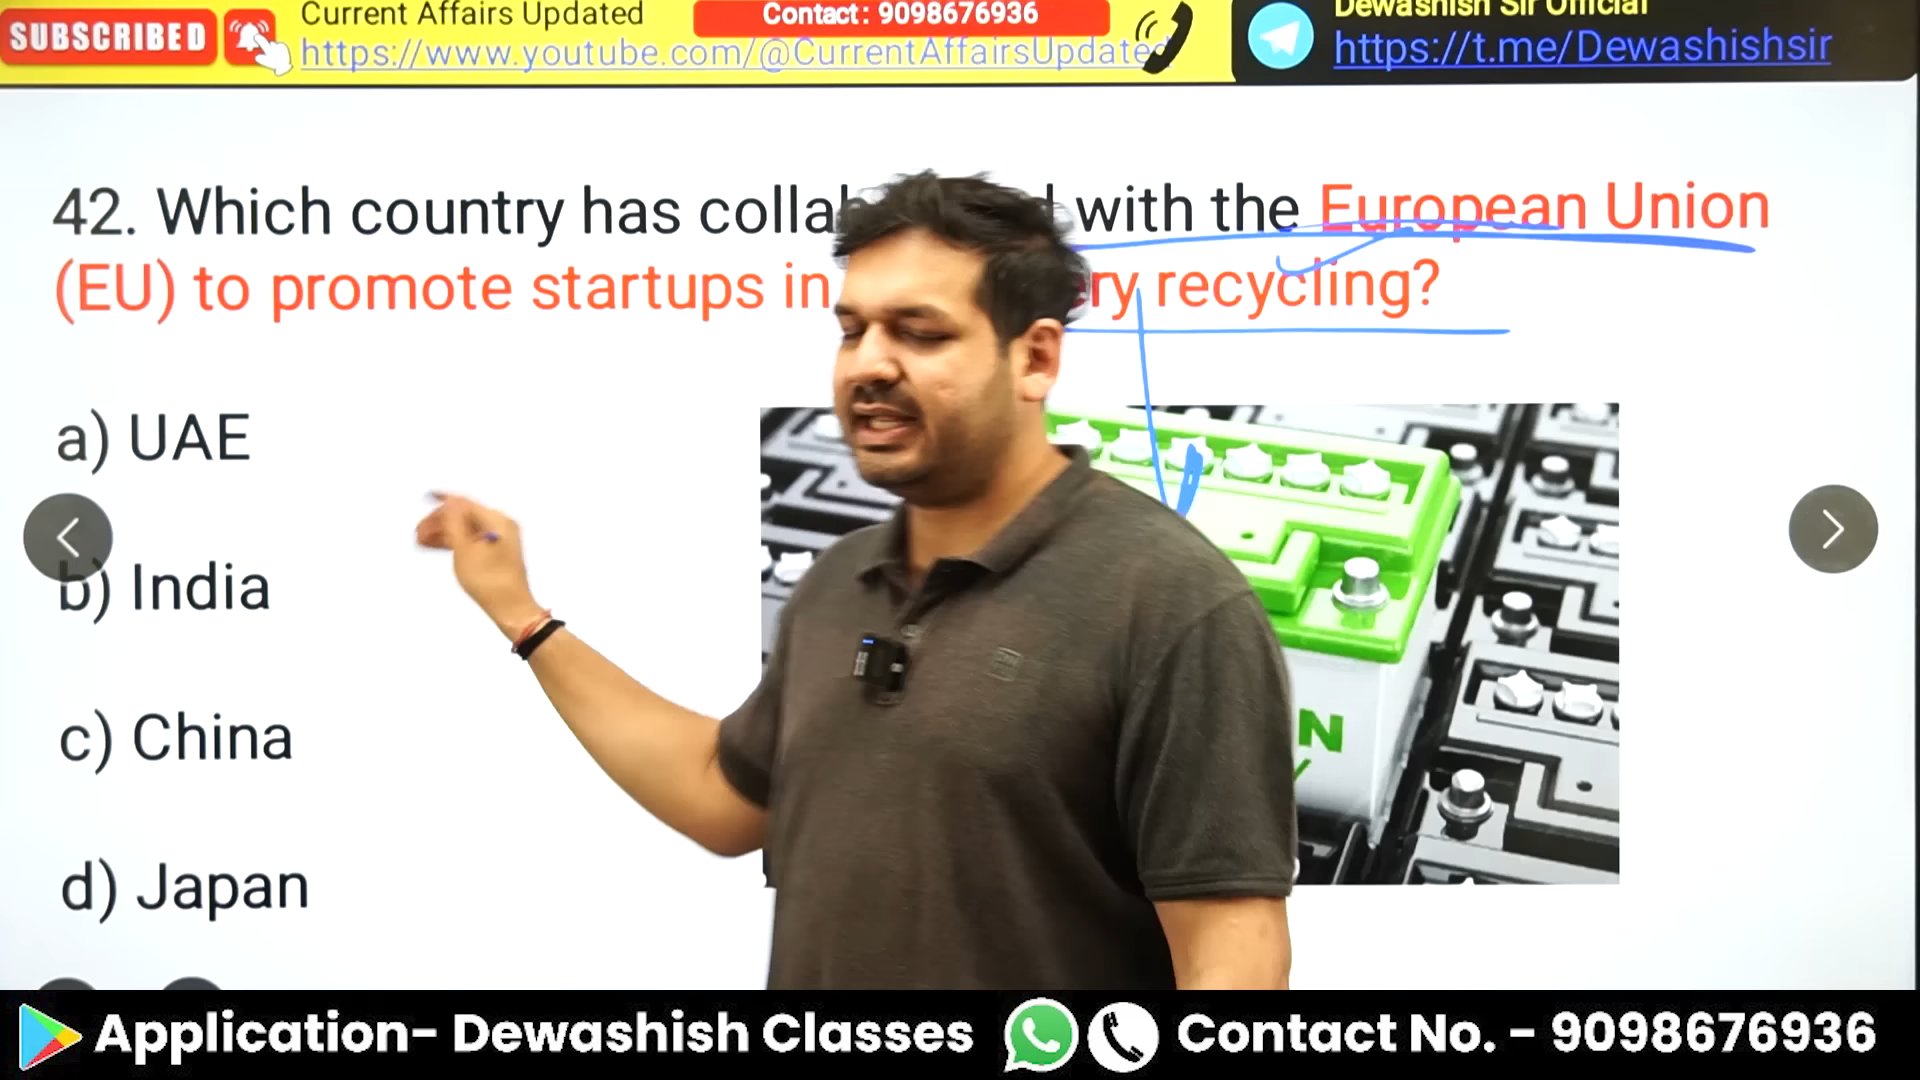 SUBSCRIBED
Current Affairs Updated
https://www.youtube.com/@CurrentAffairsUpdated
Contact: 9098676936
Dewashish Sir Official
https://t.me/Dewashishsir
42. Which country has with the European Union
(EU) to promote startups in recycling?
a) UAE
b) India
c) China
d) Japan
Application- Dewashish Classes
Contact No. - 9098676936